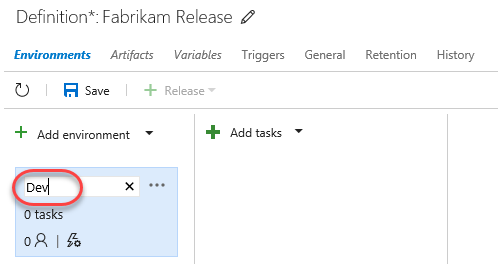 Definition*: Fabrikam Release
Environments Artifacts Variables Triggers General Retention History
Save Release
Add environment Add tasks
Dev
0 tasks
0 |